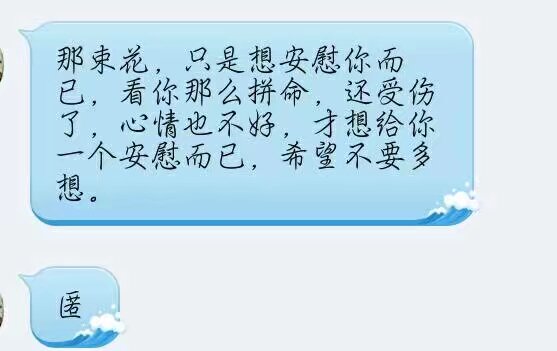 那束花，只是想安慰你而
已，看你那么拼命，还受伤
了，心情也不好，才想给你
一个安慰而已，希望不要多
想。
匿